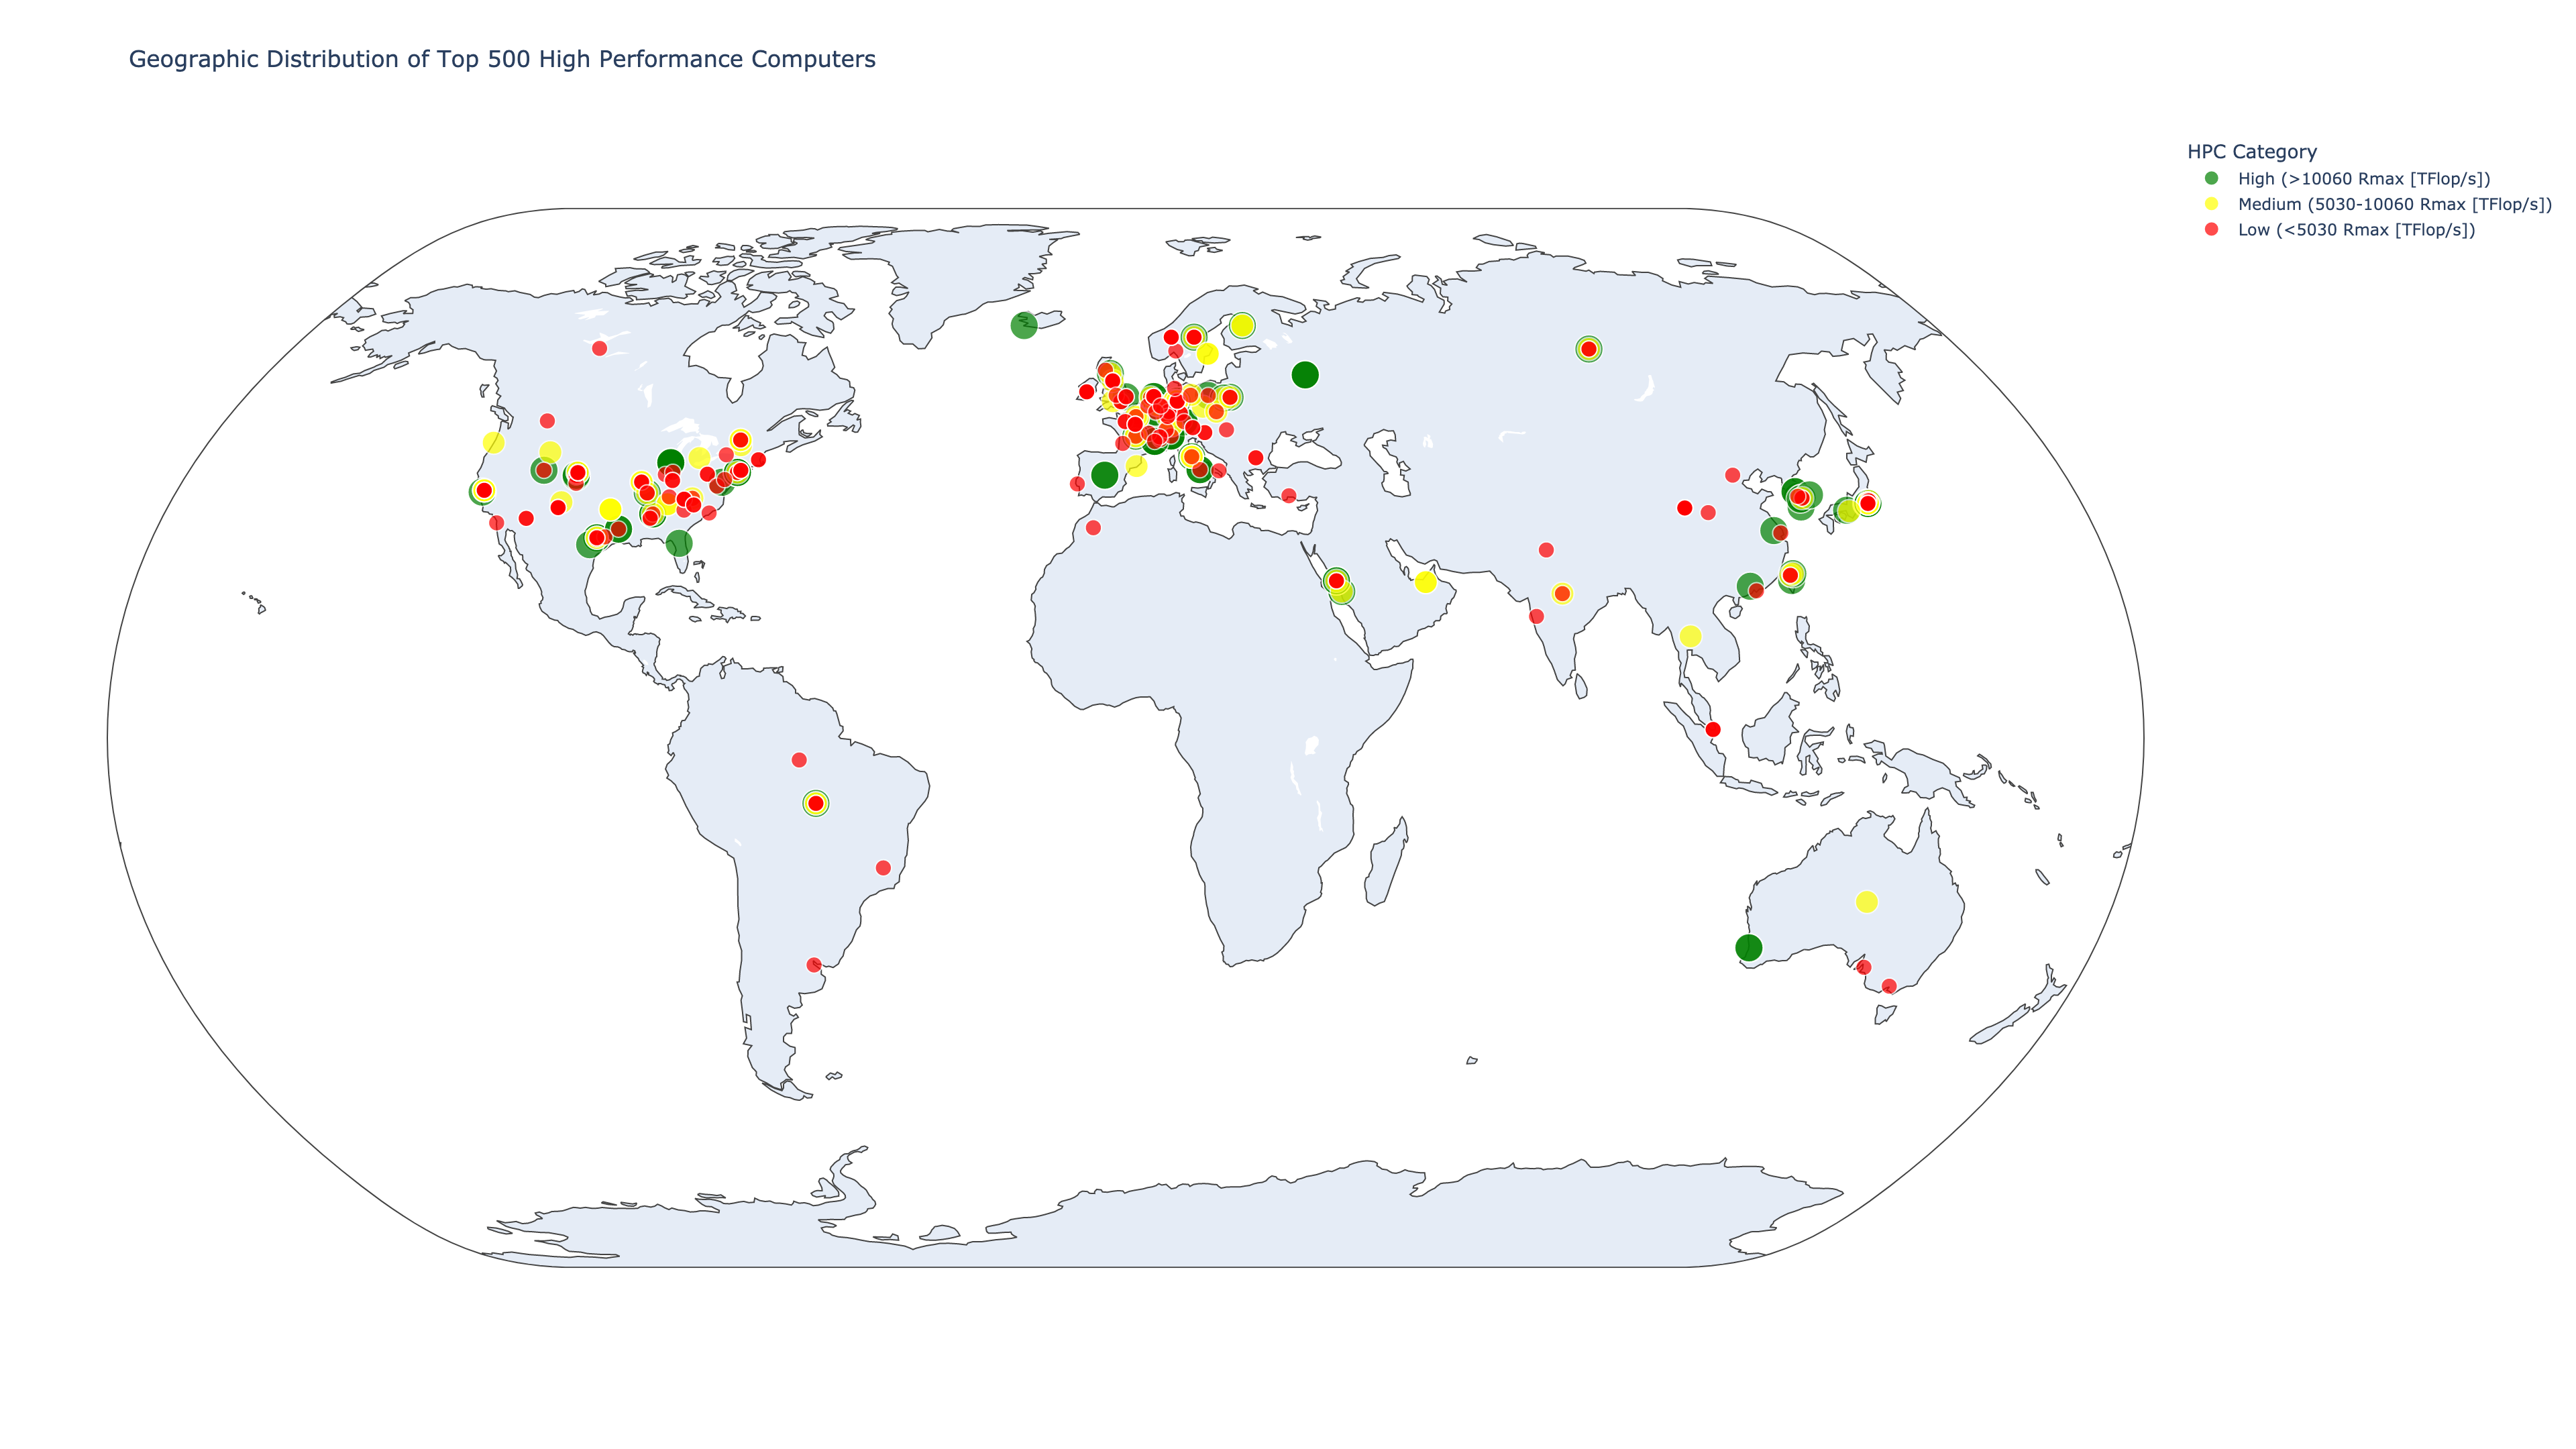 Geographic Distribution of Top 500 High Performance Computers
HPC Category
High (>10060 Rmax [TFlop/s])
Medium (5030-10060 Rmax [TFlop/s])
Low (<5030 Rmax [TFlop/s])